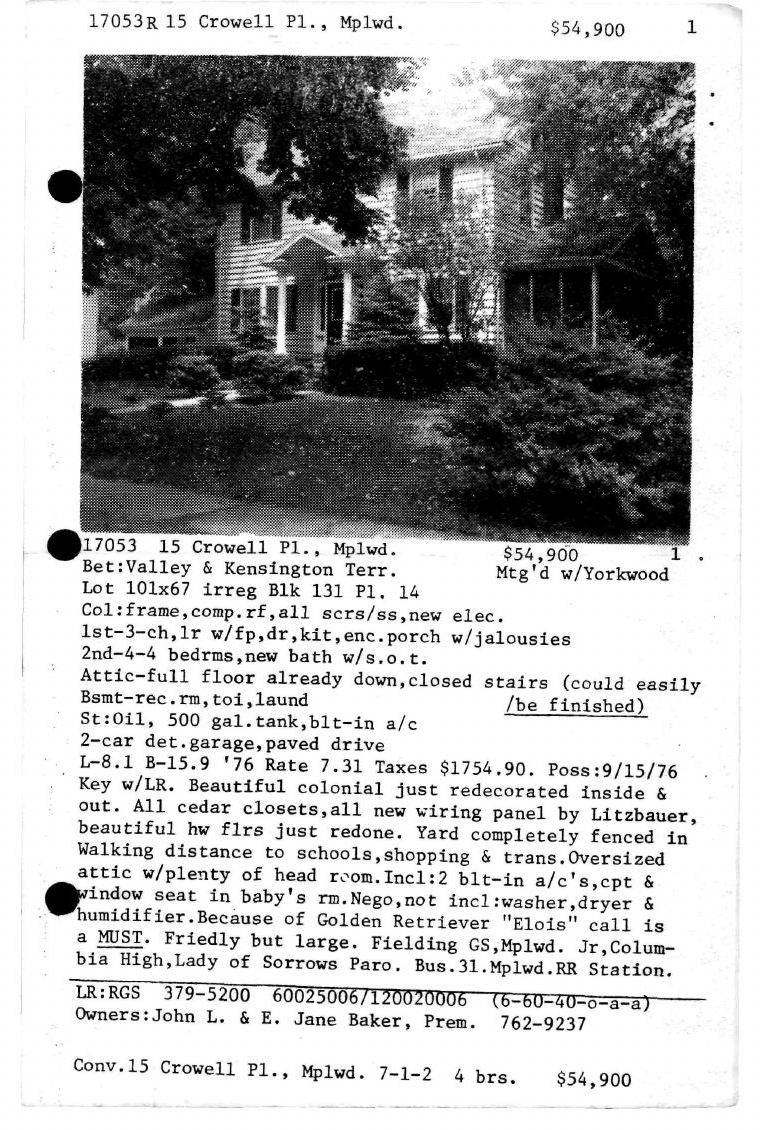 17053R 15 Crowell Pl., Mplwd. $54,900 1
17053 15 Crowell Pl., Mplwd. $54,900 1
Bet:Valley & Kensington Terr. Mtg'd w/Yorkwood
Lot 101x67 irreg Blk 131 Pl. 14
Col:frame,comp.rf,all scrs/ss,new elec.
1st-3-ch,lr w/fp,dr,kit,enc.porch w/jalousies
2nd-4-4 bedrms,new bath w/s.o.t.
Attic-full floor already down,closed stairs (could easily
Bsmt-rec.rm,toi,laund /be finished)
St:Oil, 500 gal.tank,blt-in a/c
2-car det.garage,paved drive
L-8.1 B-15.9 '76 Rate 7.31 Taxes $1754.90. Poss:9/15/76
Key w/LR. Beautiful colonial just redecorated inside &
out. All cedar closets,all new wiring panel by Litzbauer,
beautiful hw flrs just redone. Yard completely fenced in
Walking distance to schools,shopping & trans.Oversized
attic w/plenty of head room.Incl:2 blt-in a/c's,cpt &
window seat in baby's rm.Nego,not incl:washer,dryer &
humidifier.Because of Golden Retriever "Elois" call is
a MUST. Friedly but large. Fielding GS,Mplwd. Jr,Colum-
bia High,Lady of Sorrows Paro. Bus.31.Mplwd.RR Station.
LR:RGS 379-5200 60025006/120020006 (6-60-40-o-a-a)
Owners:John L. & E. Jane Baker, Prem. 762-9237
Conv.15 Crowell Pl., Mplwd. 7-1-2 4 brs. $54,900